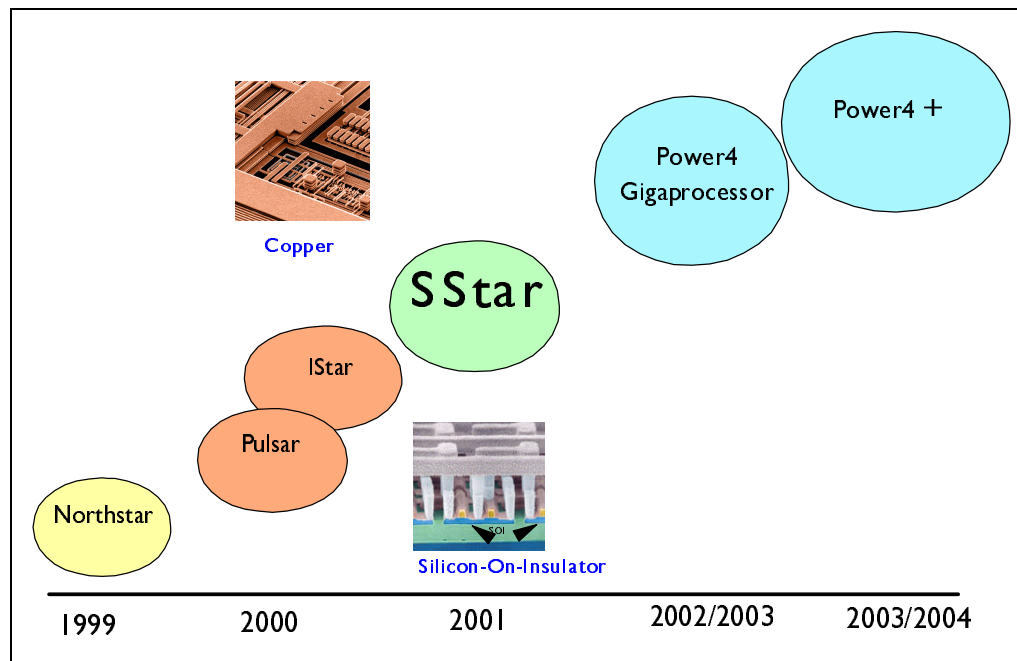 Power4 +
Power4
Gigaprocessor
Copper
SStar
IStar
Pulsar
Northstar
SOI
Silicon-On-Insulator
1999
2000
2001
2002/2003
2003/2004